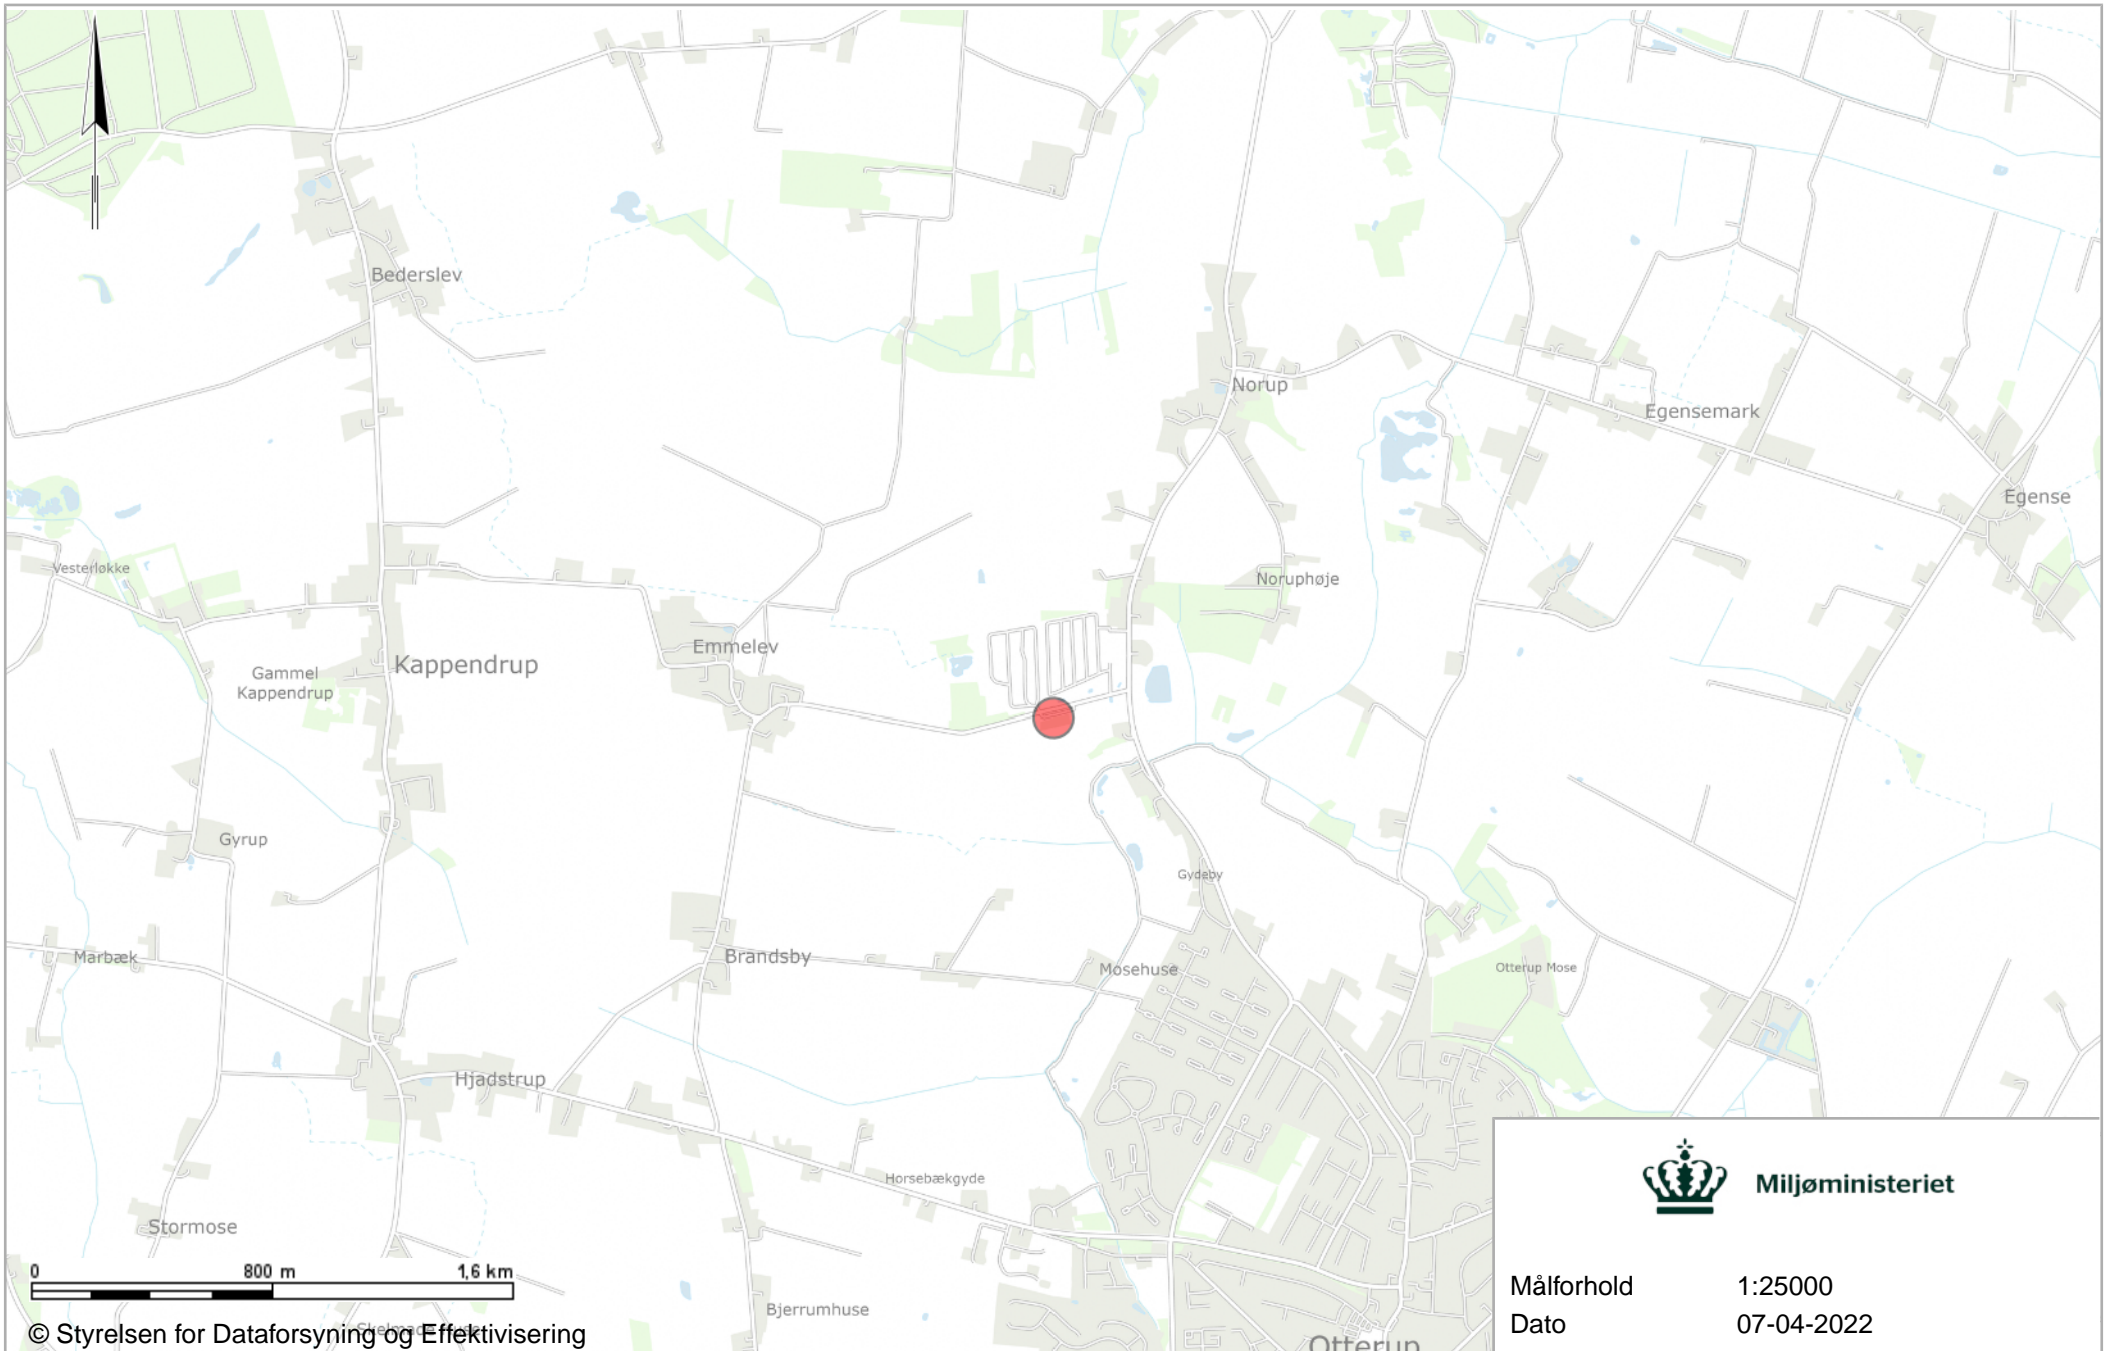 Bederslev
Norup
Egensemark
Egense
Vesterløkke
Noruphøje
Emmelev
Kappendrup
Gammel
Kappendrup
Gyrup
Gydeby
Marbæk
Brandsby
Mosehuse
Otterup Mose
Hjadstrup
Horsebækgyde
Stormose
Miljøministeriet
0 800 m 1,6 km
Målforhold 1:25000
Bjerrumhuse
Dato 07-04-2022
© Styrelsen for Dataforsyning og Effektivisering
Otterup